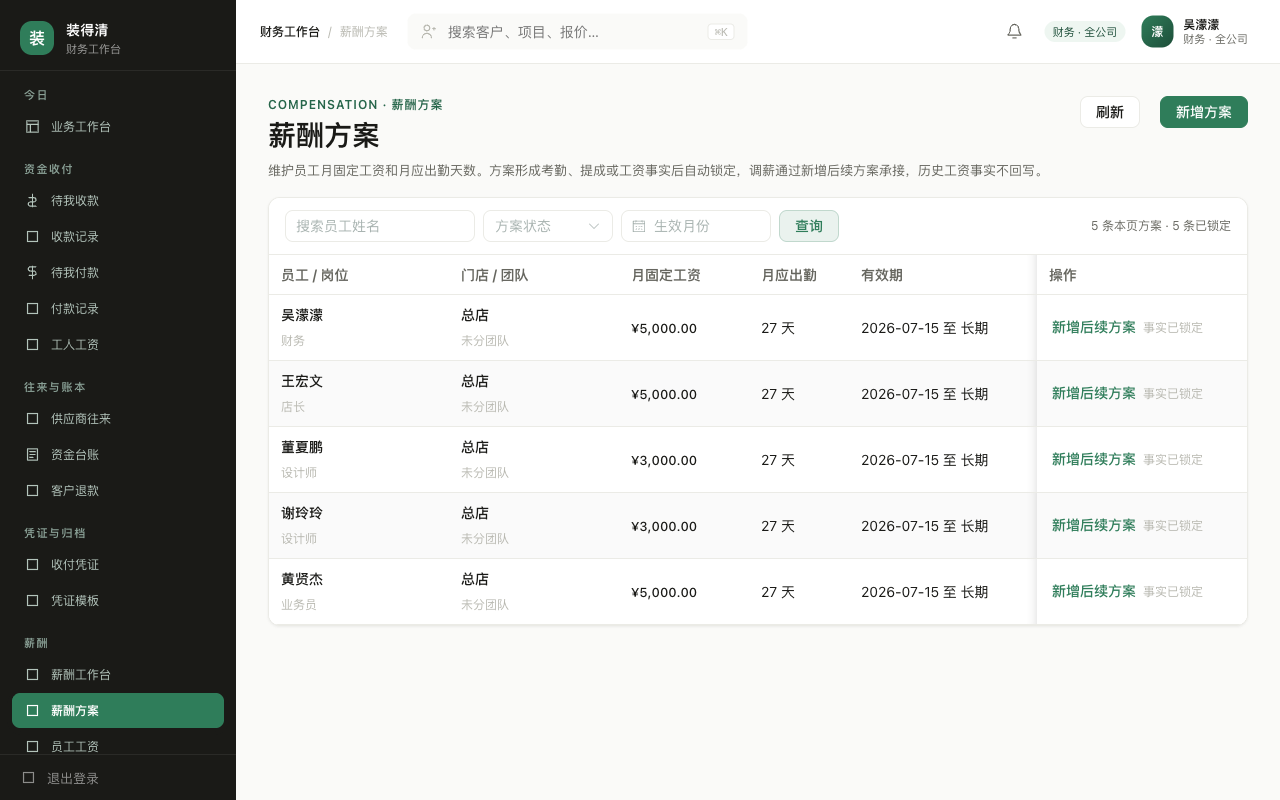 装
装得清
财务工作台
今日
业务工作台
资金收付
待我收款
收款记录
待我付款
付款记录
工人工资
往来与账本
供应商往来
资金台账
客户退款
凭证与归档
收付凭证
凭证模板
薪酬
薪酬工作台
薪酬方案
员工工资
退出登录
财务工作台 / 薪酬方案
搜索客户、项目、报价...
⌘K
财务 · 全公司
濛
吴濛濛
财务 · 全公司
COMPENSATION · 薪酬方案
薪酬方案
维护员工月固定工资和月应出勤天数。方案形成考勤、提成或工资事实后自动锁定，调薪通过新增后续方案承接，历史工资事实不回写。
刷新
新增方案
搜索员工姓名
方案状态
生效月份
查询
5 条本页方案 · 5 条已锁定
员工 / 岗位 门店 / 团队 月固定工资 月应出勤 有效期 操作
吴濛濛 总店
财务 未分团队
¥5,000.00 27 天 2026-07-15 至 长期 新增后续方案 事实已锁定
王宏文 总店
店长 未分团队
¥5,000.00 27 天 2026-07-15 至 长期 新增后续方案 事实已锁定
董夏鹏 总店
设计师 未分团队
¥3,000.00 27 天 2026-07-15 至 长期 新增后续方案 事实已锁定
谢玲玲 总店
设计师 未分团队
¥3,000.00 27 天 2026-07-15 至 长期 新增后续方案 事实已锁定
黄贤杰 总店
业务员 未分团队
¥5,000.00 27 天 2026-07-15 至 长期 新增后续方案 事实已锁定